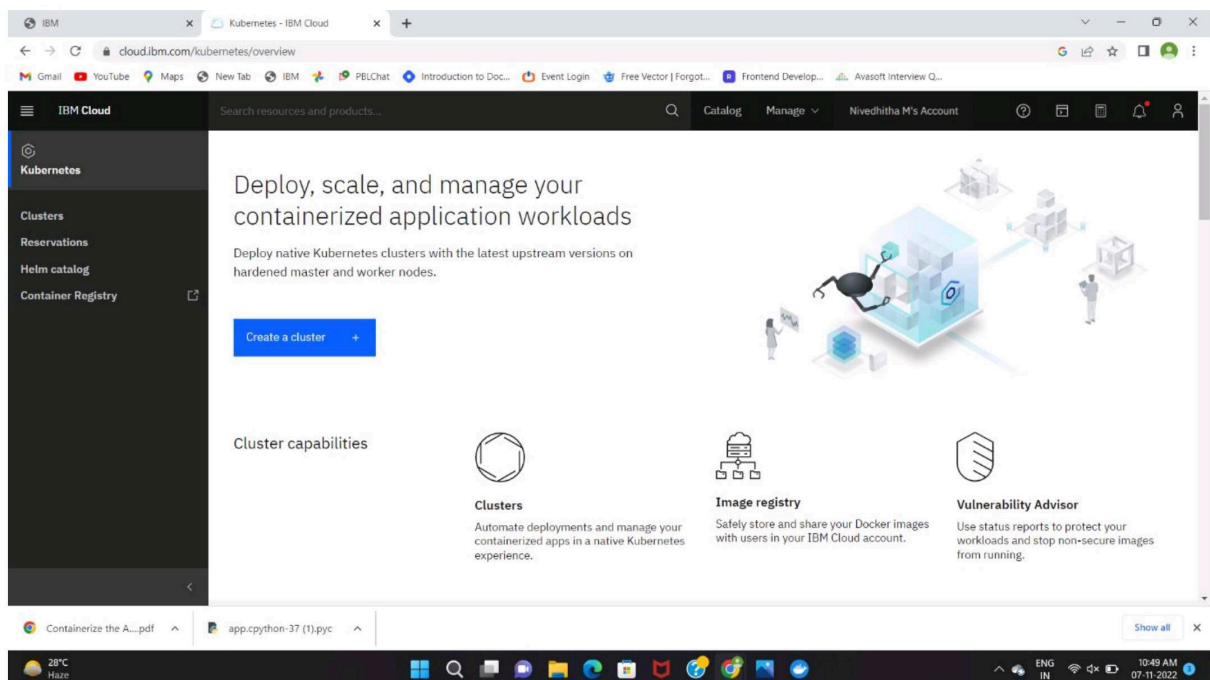 IBM
Kubernetes - IBM Cloud
cloud.ibm.com/kubernetes/overview
Gmail
YouTube
Maps
New Tab
IBM
PBLChat
Introduction to Doc...
Event Login
Free Vector | Forgot...
Frontend Develop...
Avasoft Interview Q...
IBM Cloud
Search resources and products...
Catalog
Manage
Nivedhitha M's Account
Kubernetes
Clusters
Reservations
Helm catalog
Container Registry
Deploy, scale, and manage your
containerized application workloads
Deploy native Kubernetes clusters with the latest upstream versions on
hardened master and worker nodes.
Create a cluster +
Cluster capabilities
Clusters
Automate deployments and manage your
containerized apps in a native Kubernetes
experience.
Image registry
Safely store and share your Docker images
with users in your IBM Cloud account.
Vulnerability Advisor
Use status reports to protect your
workloads and stop non-secure images
from running.
Containerize the A....pdf
app.cpython-37 (1).pyc
Show all
28°C
Haze
ENG
IN
10:49 AM
07-11-2022